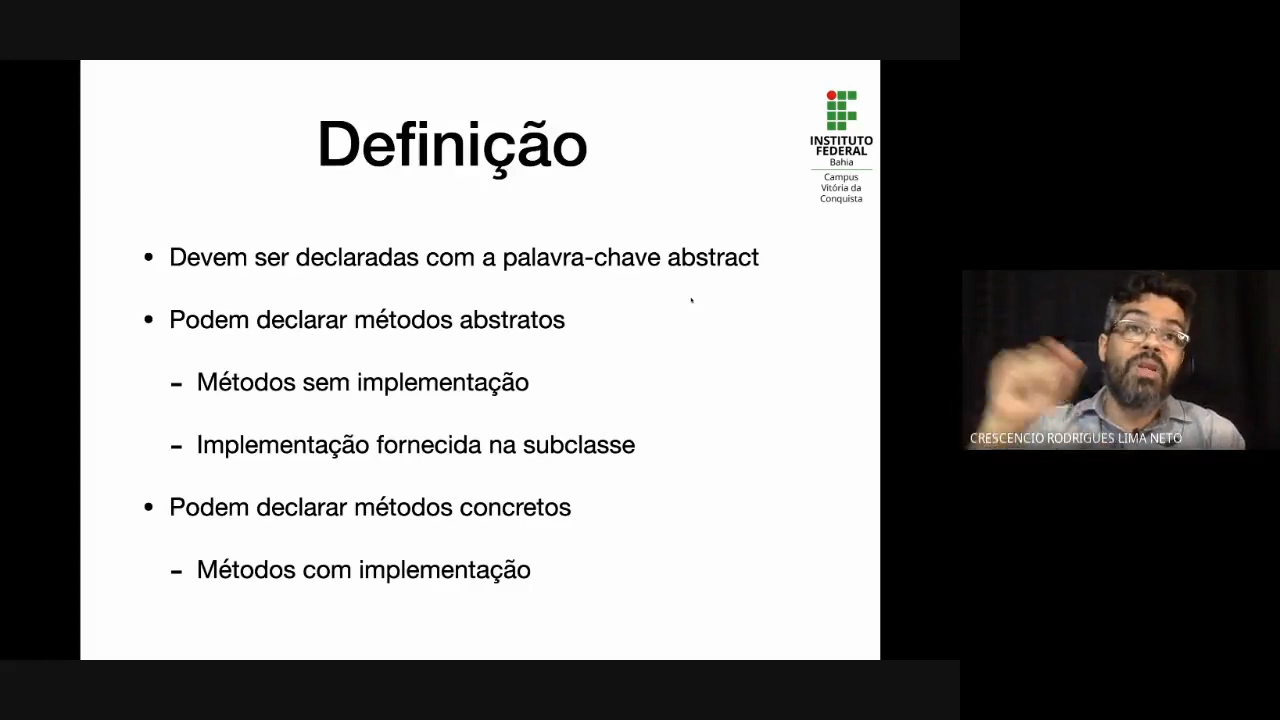 Definição
INSTITUTO
FEDERAL
Bahia
Campus
Vitória da
Conquista
• Devem ser declaradas com a palavra-chave abstract
• Podem declarar métodos abstratos
- Métodos sem implementação
- Implementação fornecida na subclasse
• Podem declarar métodos concretos
- Métodos com implementação
CRESCENCIO RODRIGUES LIMA NETO